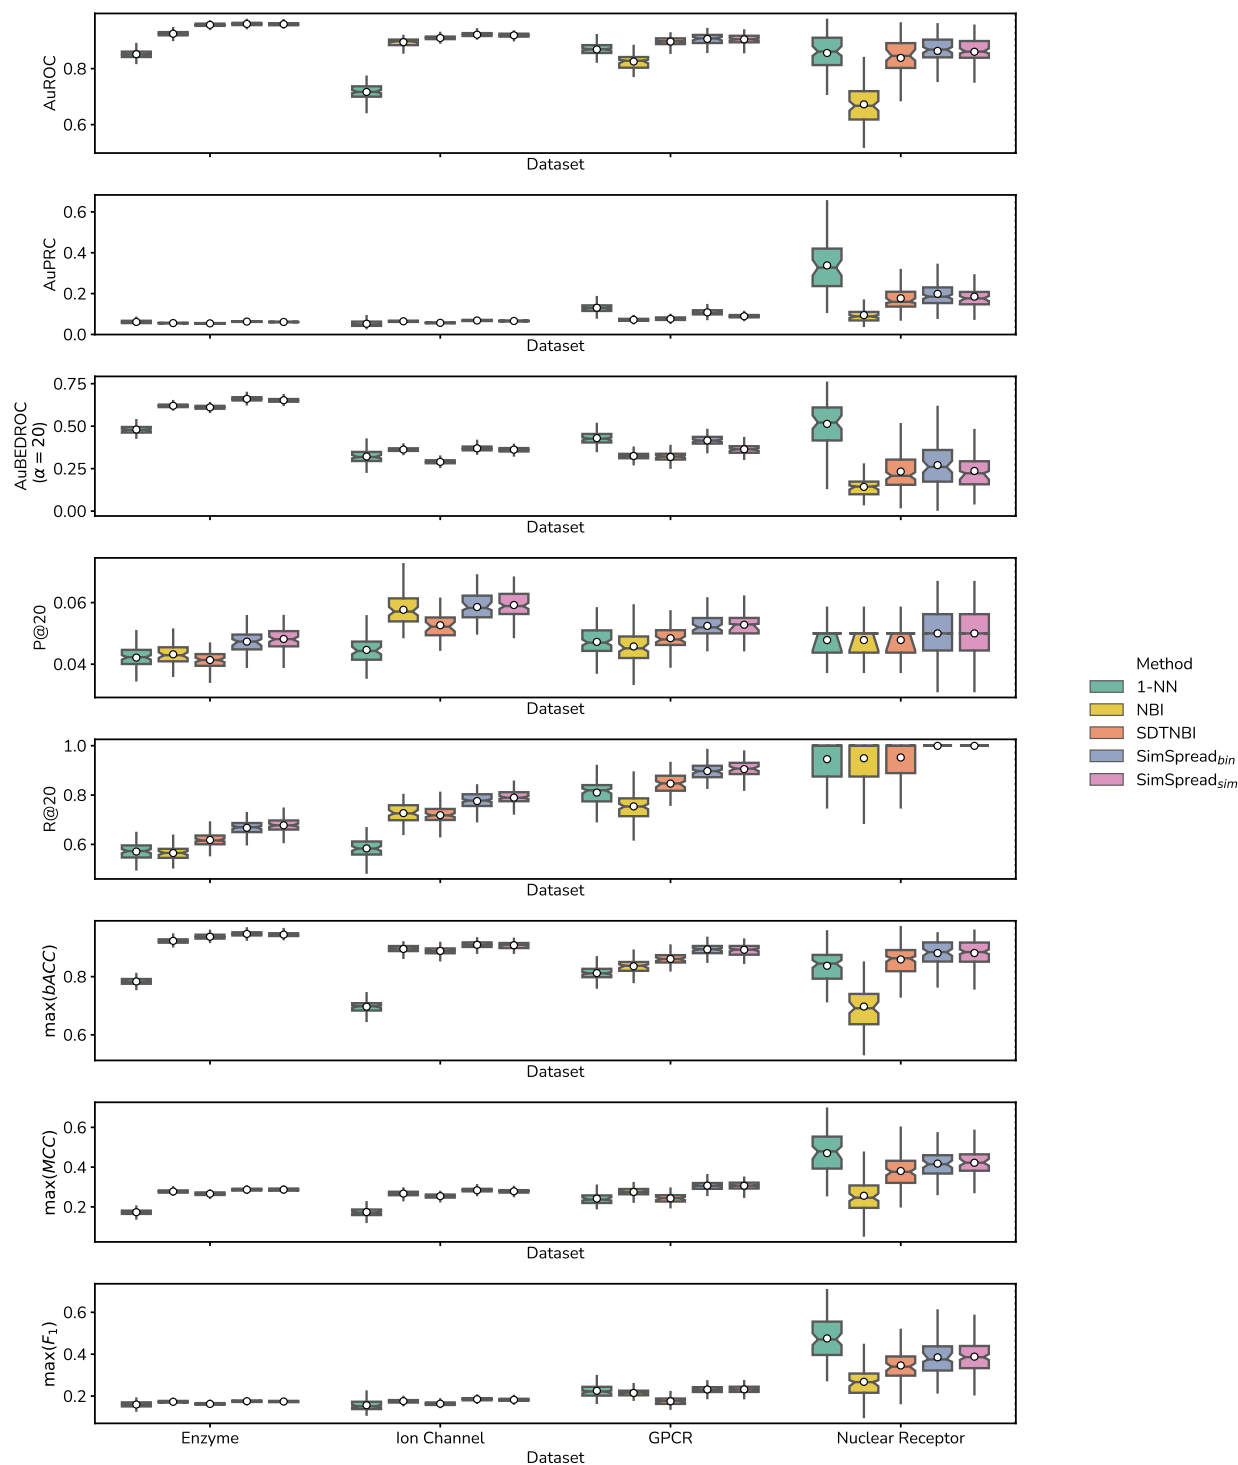 AuROC
0.8
0.6
Dataset
AuPRC
0.6
0.4
0.2
0.0
Dataset
AuBEDROC
(α = 20)
0.75
0.50
0.25
0.00
Dataset
P@20
0.06
0.04
Dataset
R@20
1.0
0.8
0.6
Dataset
max(bACC)
0.8
0.6
Dataset
max(MCC)
0.6
0.4
0.2
Dataset
max(F₁)
0.6
0.4
0.2
Enzyme
Ion Channel
GPCR
Nuclear Receptor
Dataset
Method
1-NN
NBI
SDTNBI
SimSpread_bin
SimSpread_sim